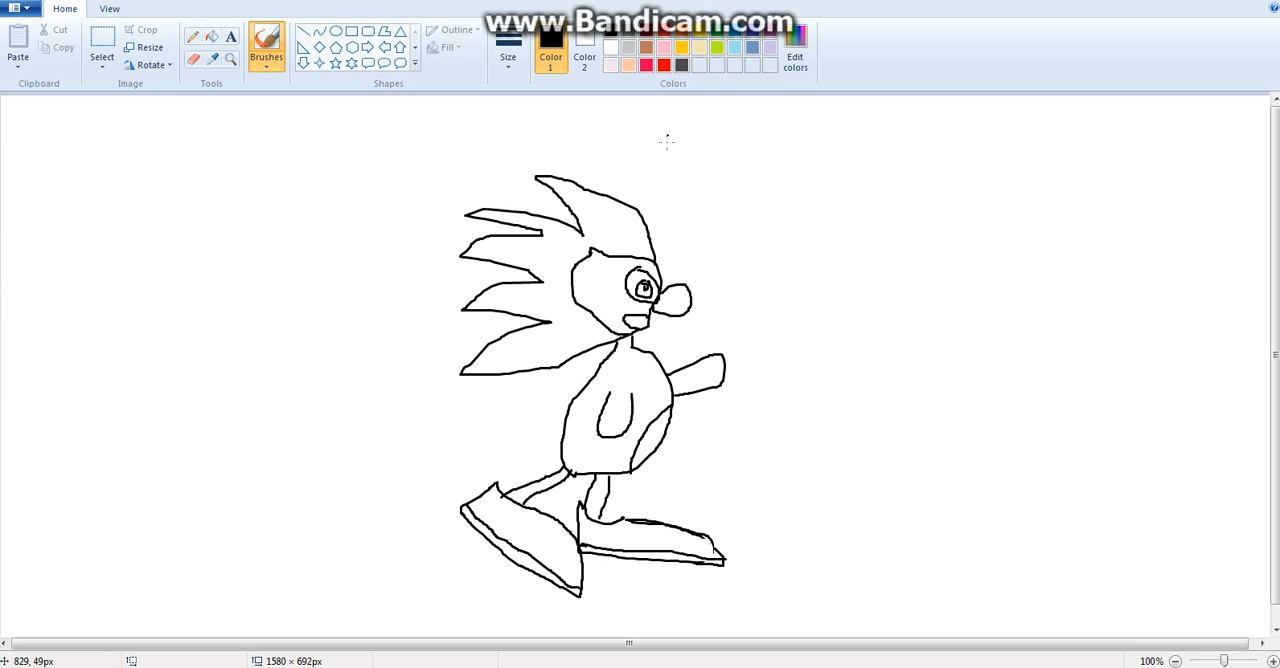 www.Bandicam.com
Home View
Paste
Cut
Copy
Clipboard
Select
Crop
Resize
Rotate
Image
A
Tools
Brushes
Shapes
Outline
Fill
Size
Color 1
Color 2
Colors
Edit colors
829, 49px
1580 × 692px
100%